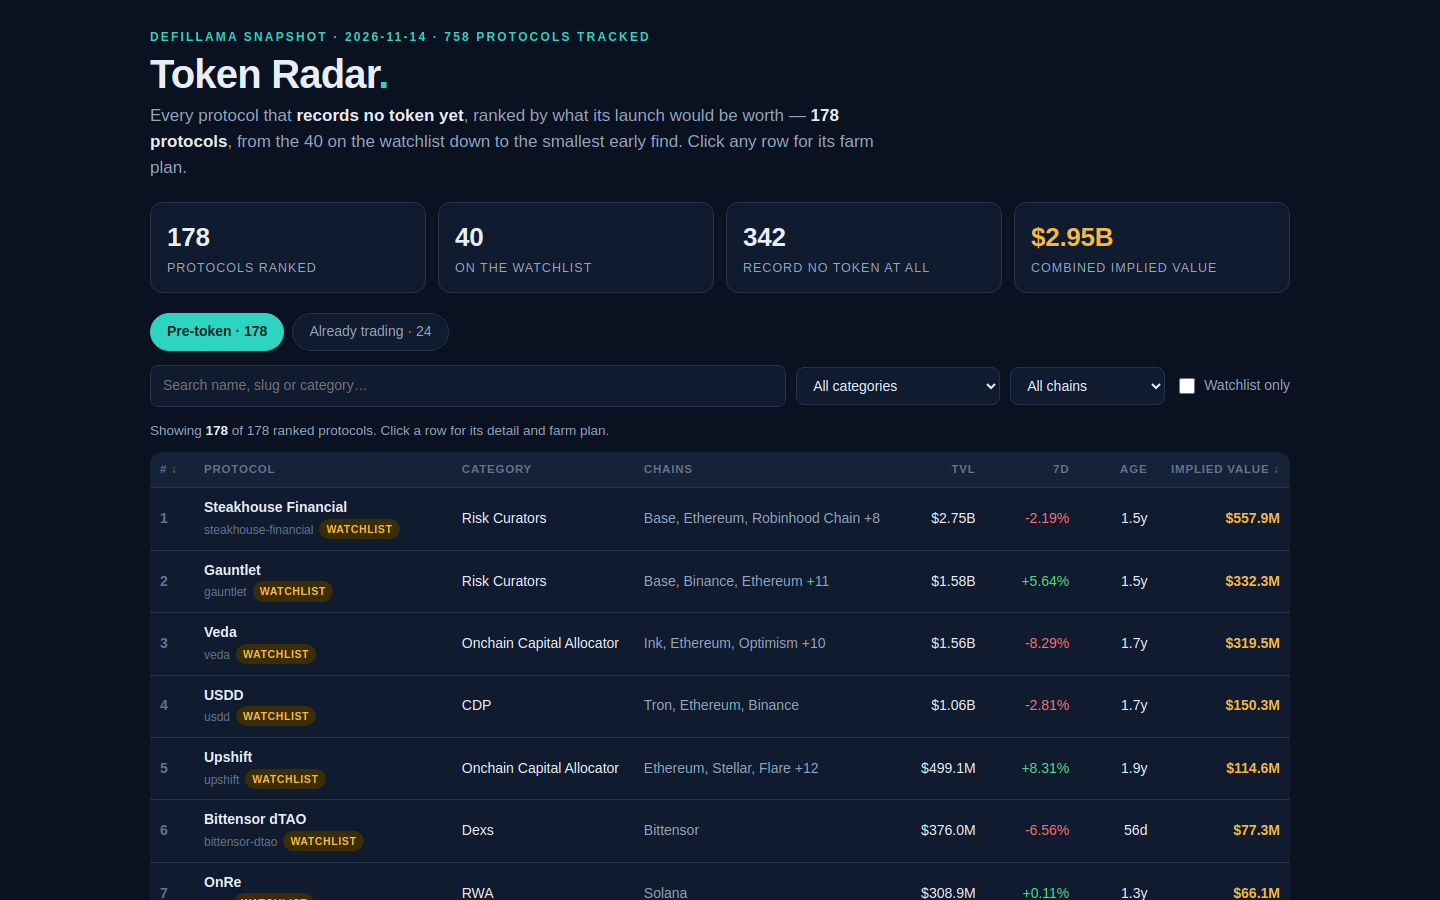 DEFILLAMA SNAPSHOT · 2026-11-14 · 758 PROTOCOLS TRACKED
Token Radar.
Every protocol that records no token yet, ranked by what its launch would be worth — 178
protocols, from the 40 on the watchlist down to the smallest early find. Click any row for its farm
plan.
178
PROTOCOLS RANKED
40
ON THE WATCHLIST
342
RECORD NO TOKEN AT ALL
$2.95B
COMBINED IMPLIED VALUE
Pre-token · 178 Already trading · 24
Search name, slug or category… All categories All chains Watchlist only
Showing 178 of 178 ranked protocols. Click a row for its detail and farm plan.
# ↓ PROTOCOL CATEGORY CHAINS TVL 7D AGE IMPLIED VALUE ↓
1 Steakhouse Financial Risk Curators Base, Ethereum, Robinhood Chain +8 $2.75B -2.19% 1.5y $557.9M
steakhouse-financial WATCHLIST
2 Gauntlet Risk Curators Base, Binance, Ethereum +11 $1.58B +5.64% 1.5y $332.3M
gauntlet WATCHLIST
3 Veda Onchain Capital Allocator Ink, Ethereum, Optimism +10 $1.56B -8.29% 1.7y $319.5M
veda WATCHLIST
4 USDD CDP Tron, Ethereum, Binance $1.06B -2.81% 1.7y $150.3M
usdd WATCHLIST
5 Upshift Onchain Capital Allocator Ethereum, Stellar, Flare +12 $499.1M +8.31% 1.9y $114.6M
upshift WATCHLIST
6 Bittensor dTAO Dexs Bittensor $376.0M -6.56% 56d $77.3M
bittensor-dtao WATCHLIST
7 OnRe RWA Solana $308.9M +0.11% 1.3y $66.1M